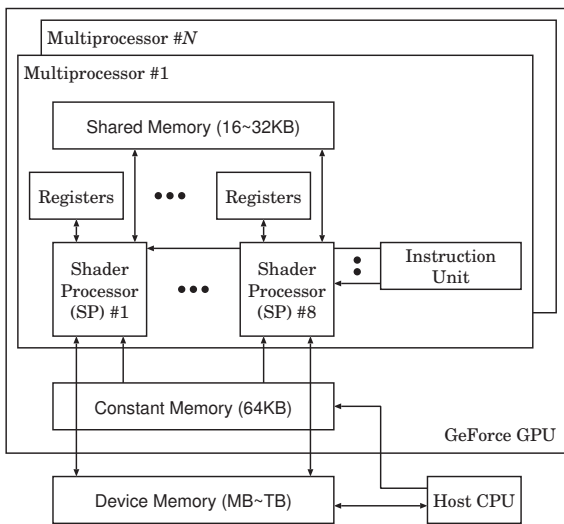 Multiprocessor #N
Multiprocessor #1
Shared Memory (16~32KB)
Registers
Registers
Shader
Processor
(SP) #1
Shader
Processor
(SP) #8
Instruction
Unit
Constant Memory (64KB)
GeForce GPU
Device Memory (MB~TB)
Host CPU